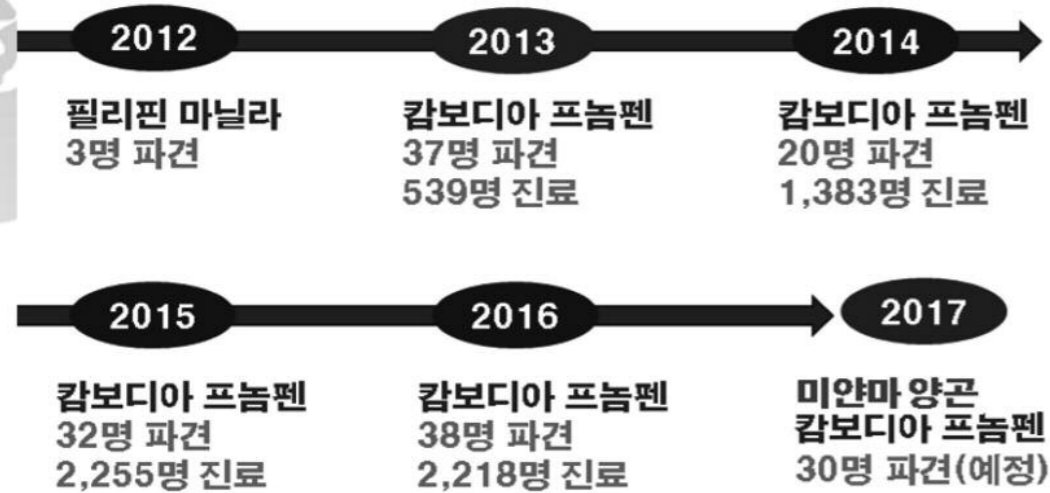 2012
필리핀 마닐라
3명 파견
2013
캄보디아 프놈펜
37명 파견
539명 진료
2014
캄보디아 프놈펜
20명 파견
1,383명 진료
2015
캄보디아 프놈펜
32명 파견
2,255명 진료
2016
캄보디아 프놈펜
38명 파견
2,218명 진료
2017
미얀마 양곤
캄보디아 프놈펜
30명 파견(예정)